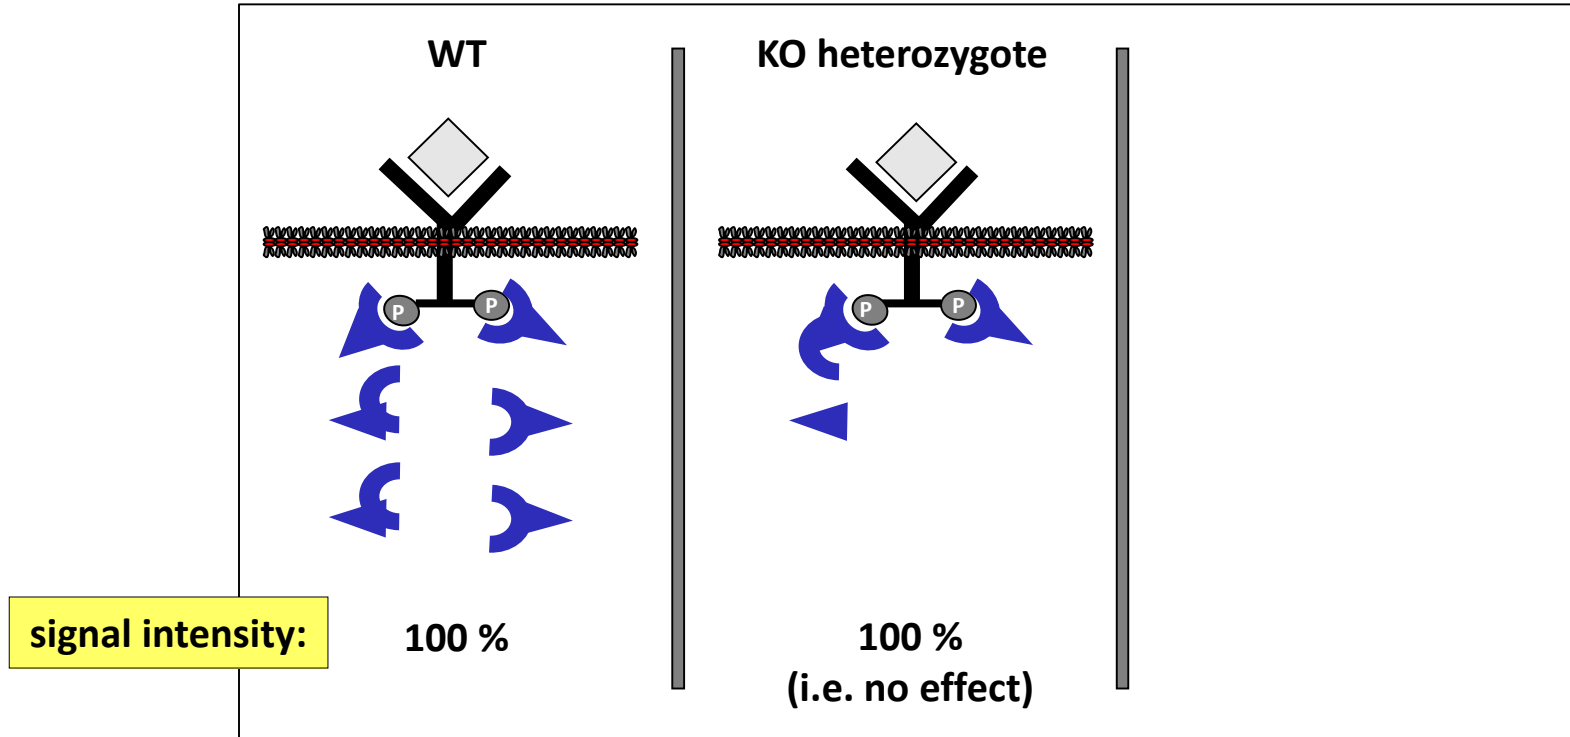 WT
KO heterozygote
P
P
P
P
signal intensity:
100 %
100 %
(i.e. no effect)